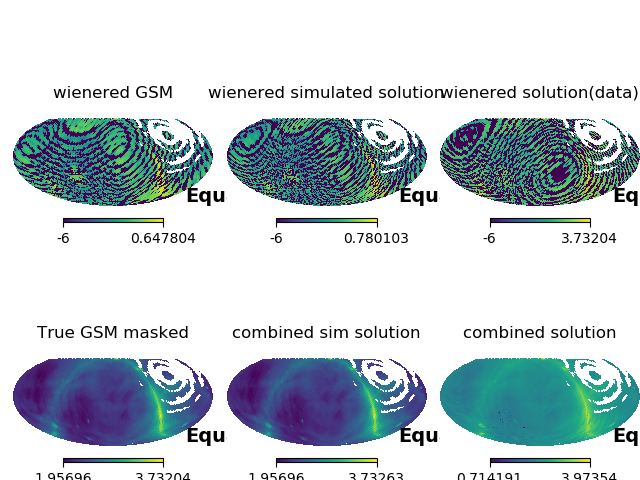 wienered GSM
wienered simulated solution
wienered solution(data)
Equ
Equ
Eq
-6 0.647804
-6 0.780103
-6 3.73204
True GSM masked
combined sim solution
combined solution
Equ
Equ
Eq
1.95696 3.73204
1.95696 3.73263
0.714191 3.97354